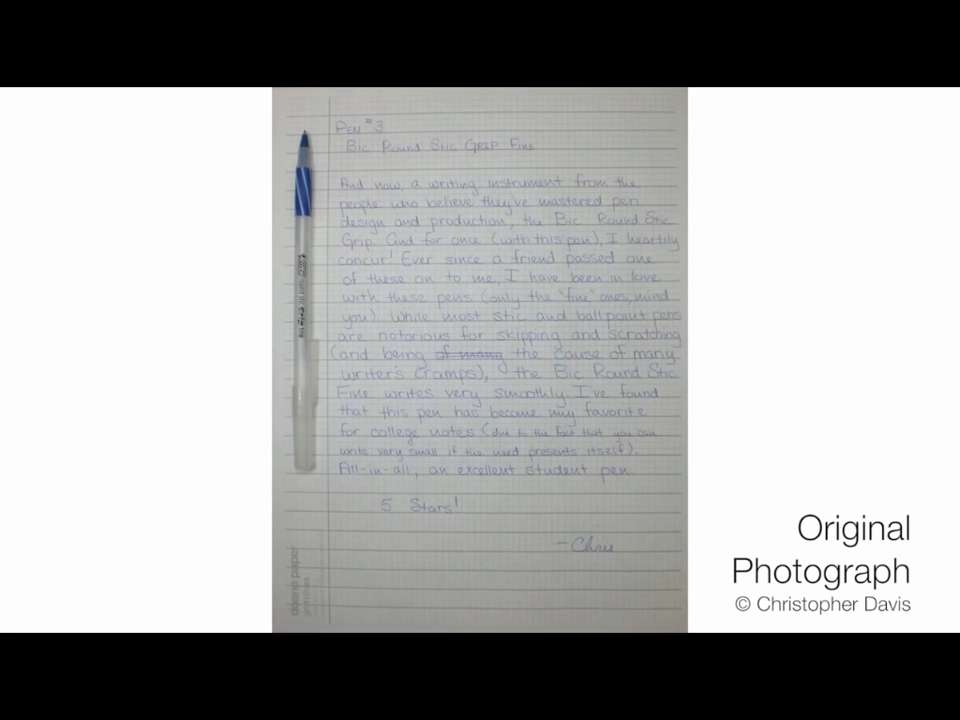 PEN #3
Bic Round Stic GRIP Fine
And now, a writing instrument from the
people who believe they've mastered pen
design and production, the Bic Round Stic
Grip. And for once (with this pen), I heartily
concur! Ever since a friend passed one
of these on to me, I have been in love
with these pens (only the "fine" ones, mind
you). While most stic and ballpoint pens
are notorious for skipping and scratching
(and being of many the cause of many
writer's cramps), the Bic Round Stic
Fine writes very smoothly. I've found
that this pen has become my favorite
for college notes (due to the fact that you can
write very small if the need presents itself).
All-in-all, an excellent student pen.
5 Stars!
-Chris
doane paper
Original
Photograph
© Christopher Davis